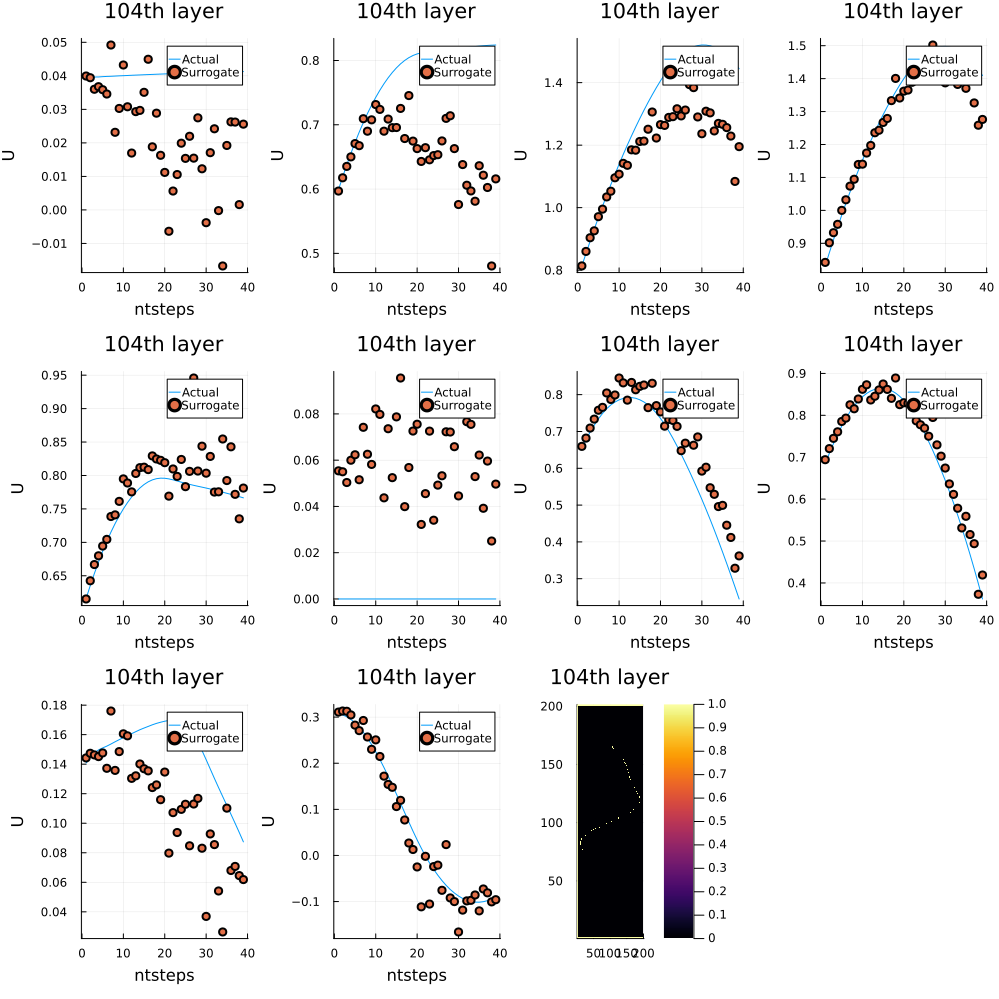 104th layer
0.05
0.04
0.03
0.02
0.01
0.00
−0.01
U
Actual
Surrogate
0 10 20 30 40
ntsteps
104th layer
0.8
0.7
0.6
0.5
U
Actual
Surrogate
0 10 20 30 40
ntsteps
104th layer
1.4
1.2
1.0
0.8
U
Actual
Surrogate
0 10 20 30 40
ntsteps
104th layer
1.5
1.4
1.3
1.2
1.1
1.0
0.9
U
Actual
Surrogate
0 10 20 30 40
ntsteps
104th layer
0.95
0.90
0.85
0.80
0.75
0.70
0.65
U
Actual
Surrogate
0 10 20 30 40
ntsteps
104th layer
0.08
0.06
0.04
0.02
0.00
U
Actual
Surrogate
0 10 20 30 40
ntsteps
104th layer
0.8
0.7
0.6
0.5
0.4
0.3
U
Actual
Surrogate
0 10 20 30 40
ntsteps
104th layer
0.9
0.8
0.7
0.6
0.5
0.4
U
Actual
Surrogate
0 10 20 30 40
ntsteps
104th layer
0.18
0.16
0.14
0.12
0.10
0.08
0.06
0.04
U
Actual
Surrogate
0 10 20 30 40
ntsteps
104th layer
0.3
0.2
0.1
0.0
−0.1
U
Actual
Surrogate
0 10 20 30 40
ntsteps
104th layer
200
150
100
50
50 100 150 200
1.0
0.9
0.8
0.7
0.6
0.5
0.4
0.3
0.2
0.1
0